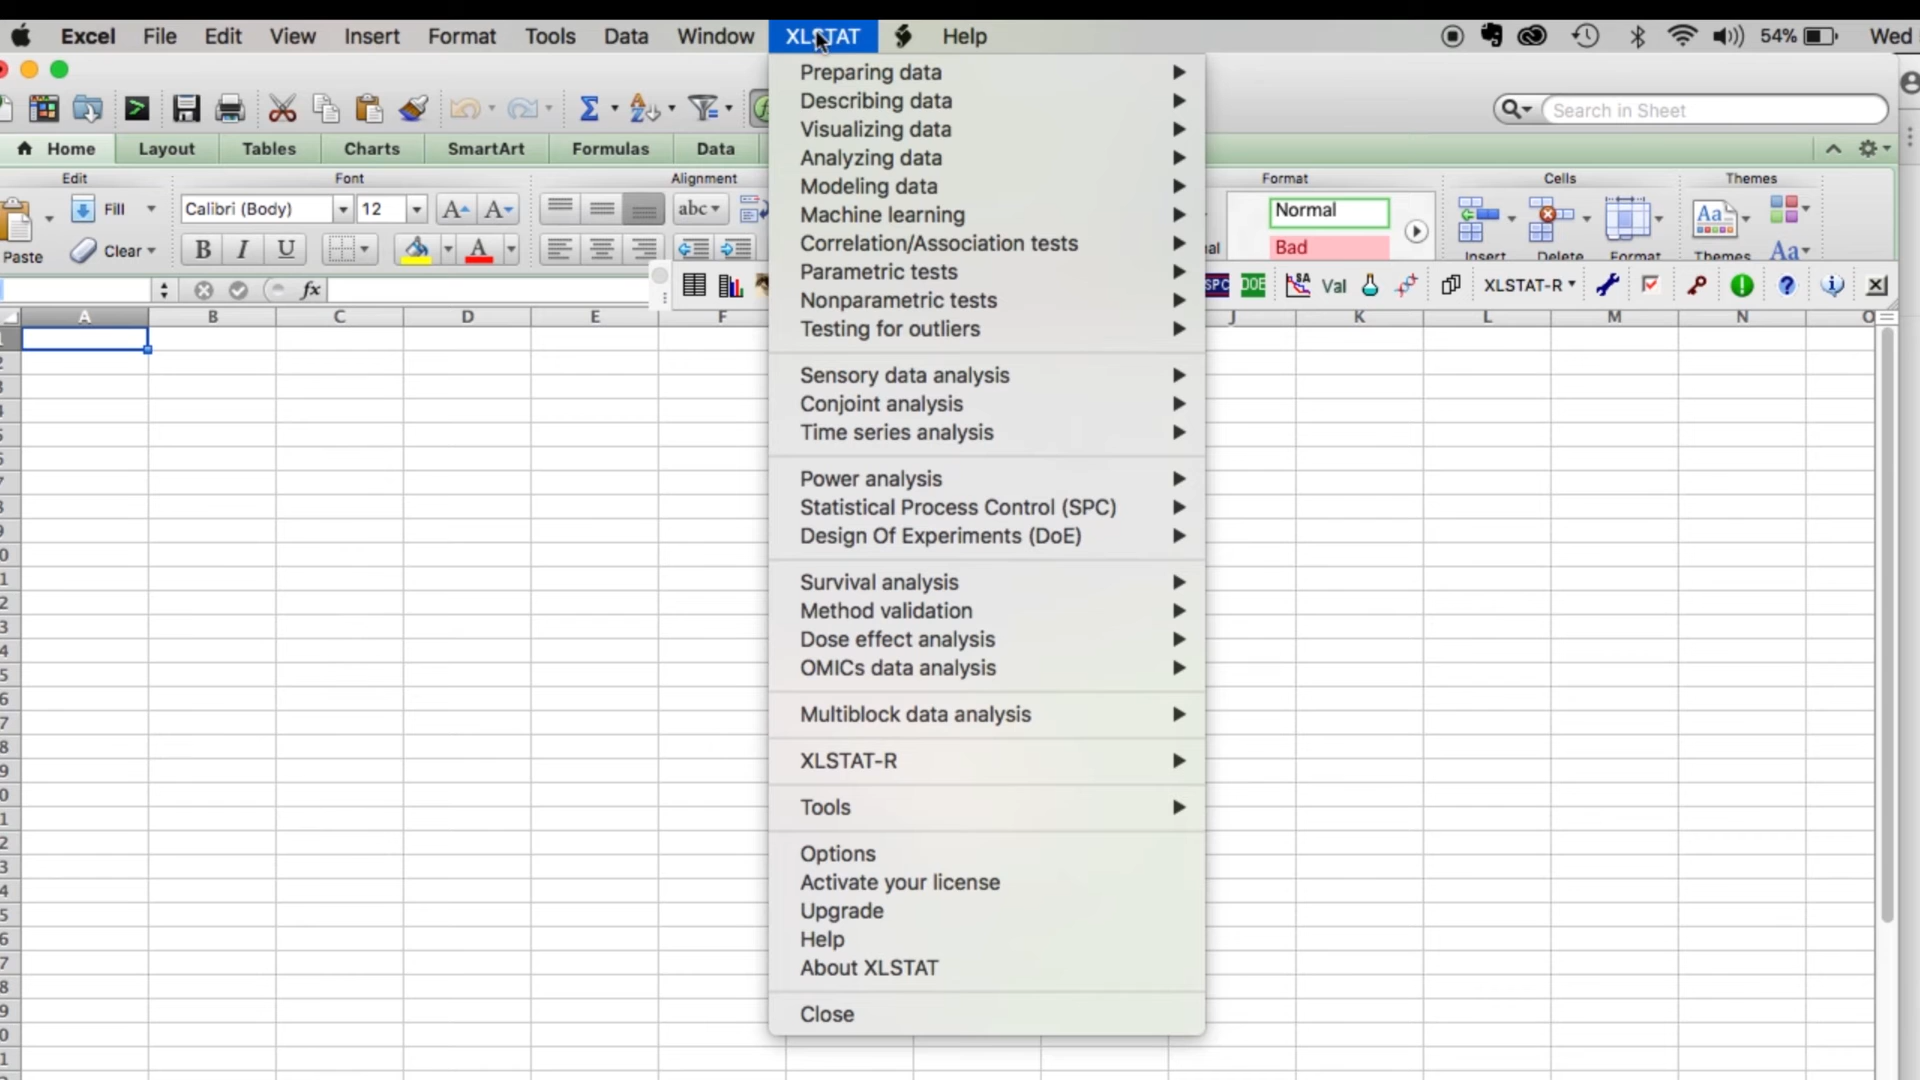 Excel File Edit View Insert Format Tools Data Window XLSTAT Help 54% Wed
Search in Sheet
Home Layout Tables Charts SmartArt Formulas Data
Edit Font Alignment Format Cells Themes
Fill Calibri (Body) 12 abc Normal
Paste Clear B I U A Bad Insert Delete Format Themes Aa
fx SPC DOE Val XLSTAT-R
A B C D E F J K L M N O
Preparing data
Describing data
Visualizing data
Analyzing data
Modeling data
Machine learning
Correlation/Association tests
Parametric tests
Nonparametric tests
Testing for outliers
Sensory data analysis
Conjoint analysis
Time series analysis
Power analysis
Statistical Process Control (SPC)
Design Of Experiments (DoE)
Survival analysis
Method validation
Dose effect analysis
OMICs data analysis
Multiblock data analysis
XLSTAT-R
Tools
Options
Activate your license
Upgrade
Help
About XLSTAT
Close